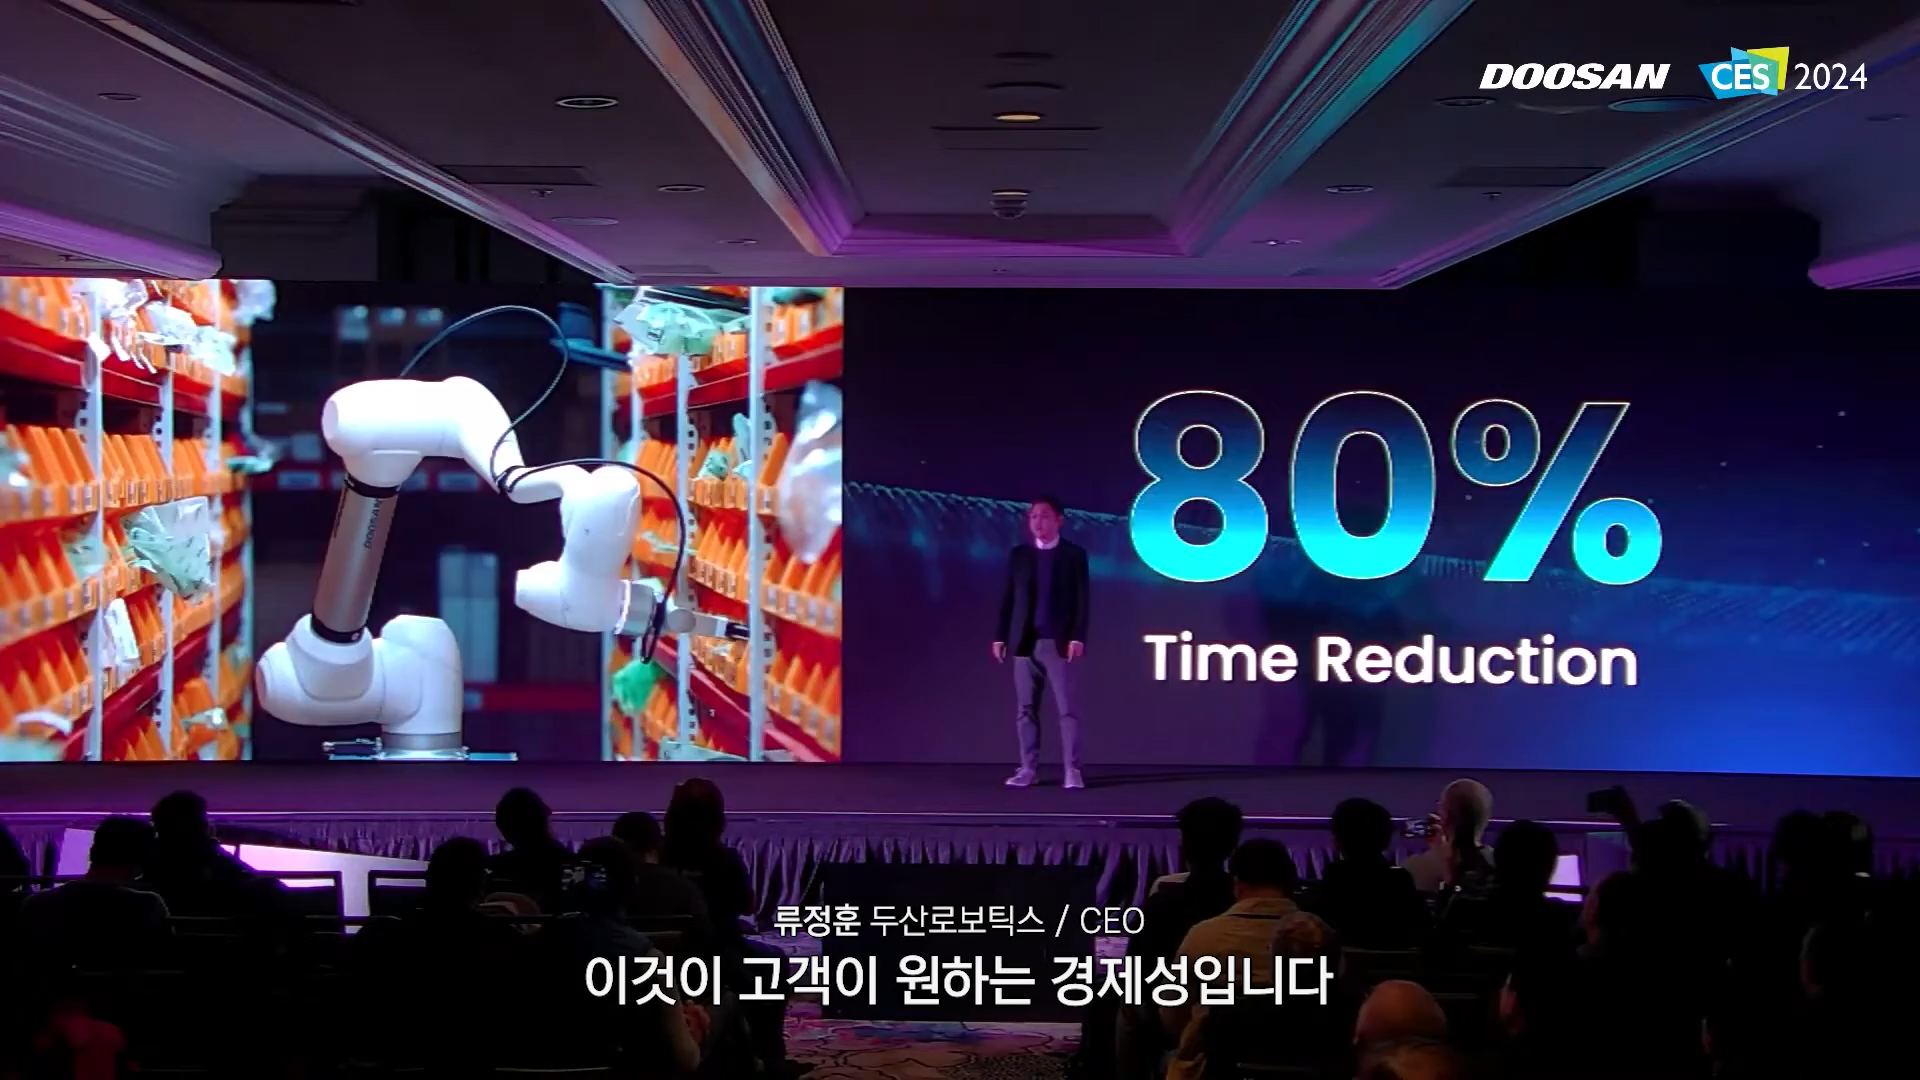 DOOSAN CES 2024
DOOSAN
80%
Time Reduction
류정훈 두산로보틱스 / CEO
이것이 고객이 원하는 경제성입니다